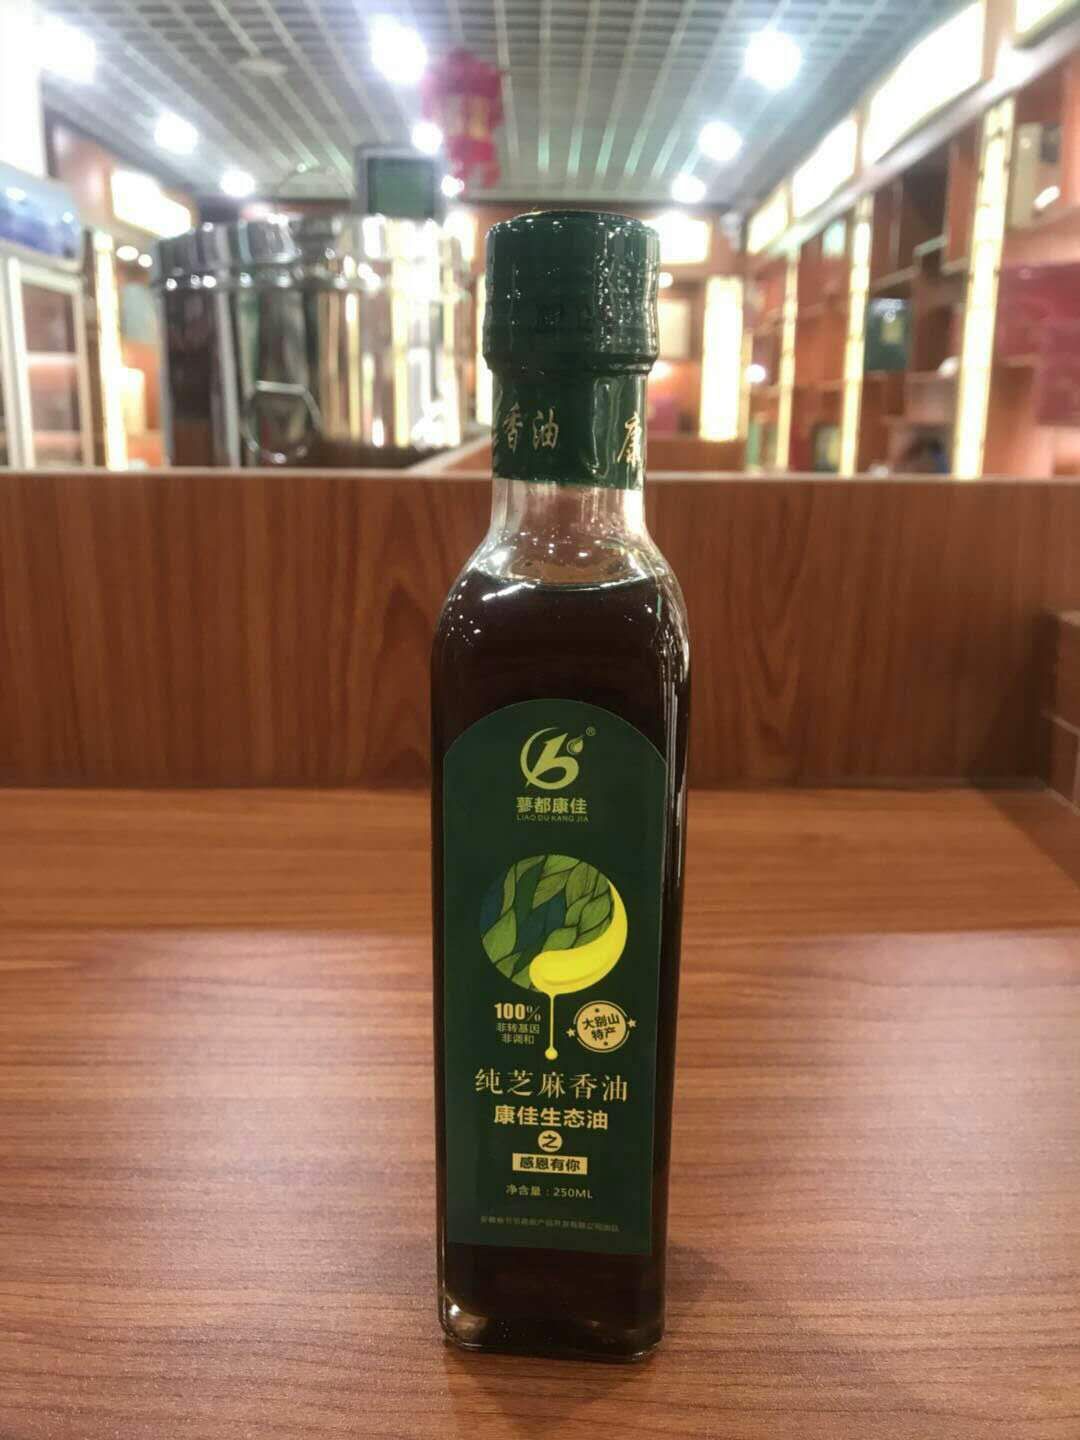 香油 康
®
蓼都康佳
LIAO DU KANG JIA
100%
非转基因
非调和
大别山
特产
纯芝麻香油
康佳生态油
之
感恩有你
净含量:250ML